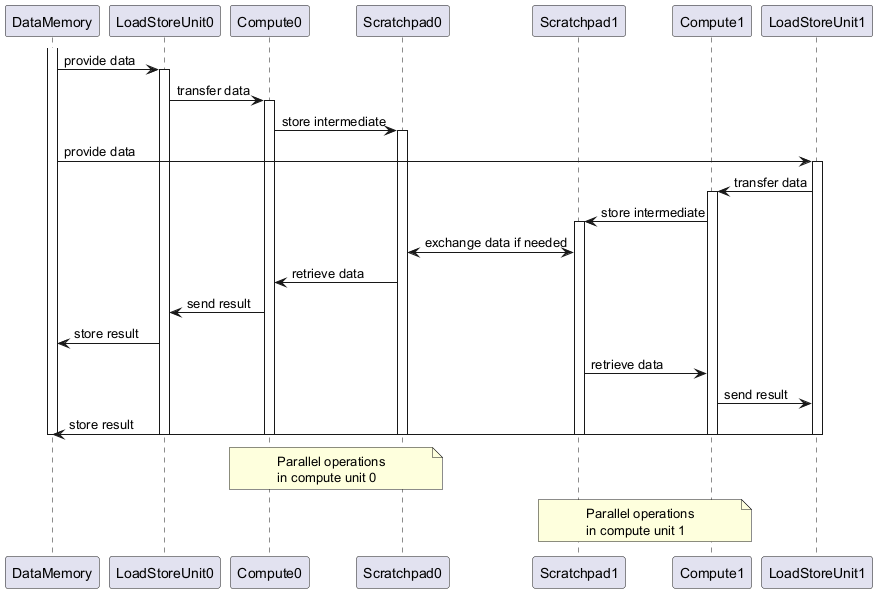 DataMemory
LoadStoreUnit0
Compute0
Scratchpad0
Scratchpad1
Compute1
LoadStoreUnit1
provide data
transfer data
store intermediate
provide data
transfer data
store intermediate
exchange data if needed
retrieve data
send result
store result
retrieve data
send result
store result
Parallel operations
in compute unit 0
Parallel operations
in compute unit 1
DataMemory
LoadStoreUnit0
Compute0
Scratchpad0
Scratchpad1
Compute1
LoadStoreUnit1